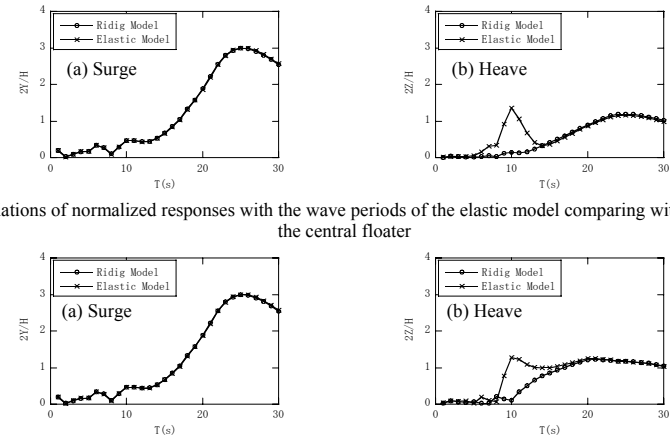 4
Ridig Model
Elastic Model
3
(a) Surge
2Y/H
2
1
0
0
10
20
30
T(s)
4
Ridig Model
Elastic Model
3
(b) Heave
2Z/H
2
1
0
0
10
20
30
T(s)
ations of normalized responses with the wave periods of the elastic model comparing wi
the central floater
4
Ridig Model
Elastic Model
3
(a) Surge
2Y/H
2
1
0
0
10
20
30
T(s)
4
Ridig Model
Elastic Model
3
(b) Heave
2Z/H
2
1
0
0
10
20
30
T(s)